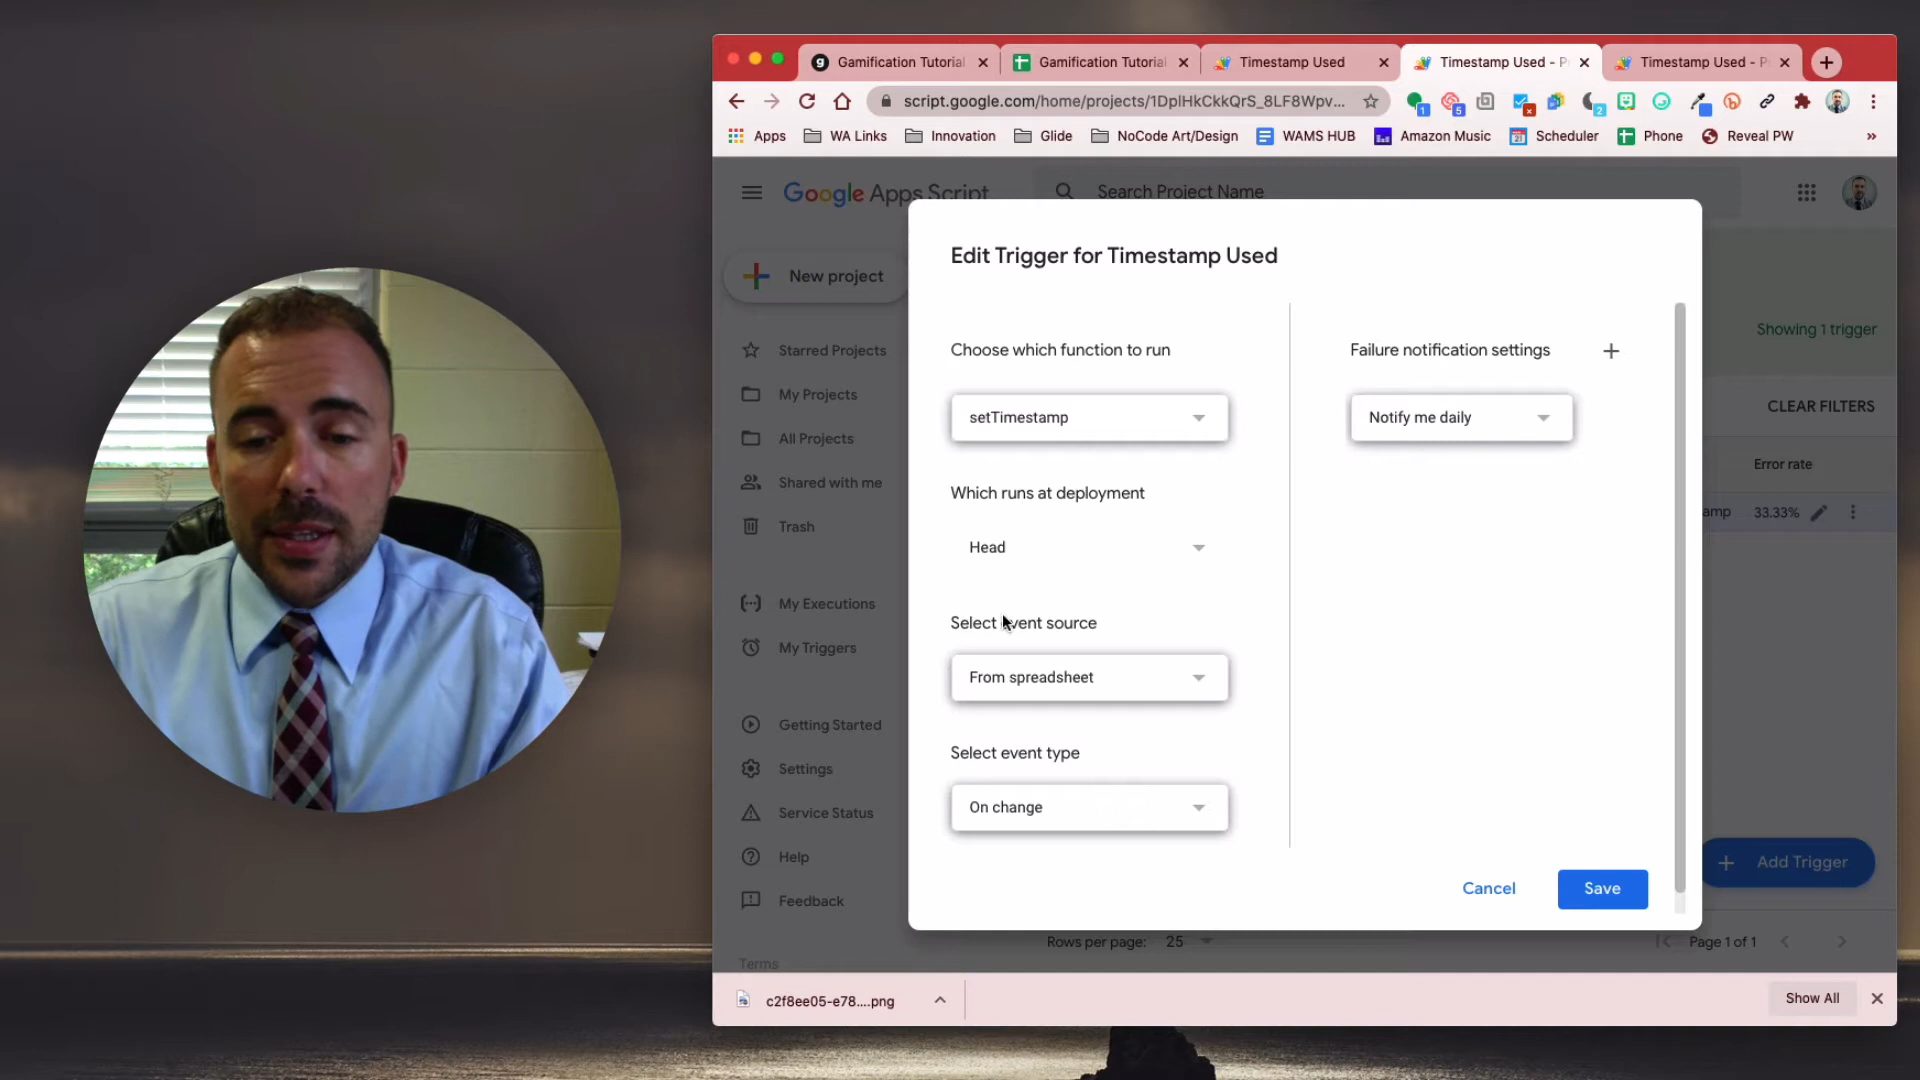 Gamification Tutorial
Gamification Tutorial
Timestamp Used
Timestamp Used - P
Timestamp Used - P
script.google.com/home/projects/1DplHkCkkQrS_8LF8Wpv...
1
5
2
Apps
WA Links
Innovation
Glide
NoCode Art/Design
WAMS HUB
Amazon Music
Scheduler
Phone
Reveal PW
»
Google Apps Script
Search Project Name
New project
Starred Projects
My Projects
All Projects
Shared with me
Trash
My Executions
My Triggers
Getting Started
Settings
Service Status
Help
Feedback
Terms
Edit Trigger for Timestamp Used
Choose which function to run
setTimestamp
Which runs at deployment
Head
Select event source
From spreadsheet
Select event type
On change
Failure notification settings
Notify me daily
Cancel
Save
Showing 1 trigger
CLEAR FILTERS
Error rate
amp 33.33%
Add Trigger
Rows per page: 25
Page 1 of 1
c2f8ee05-e78....png
Show All